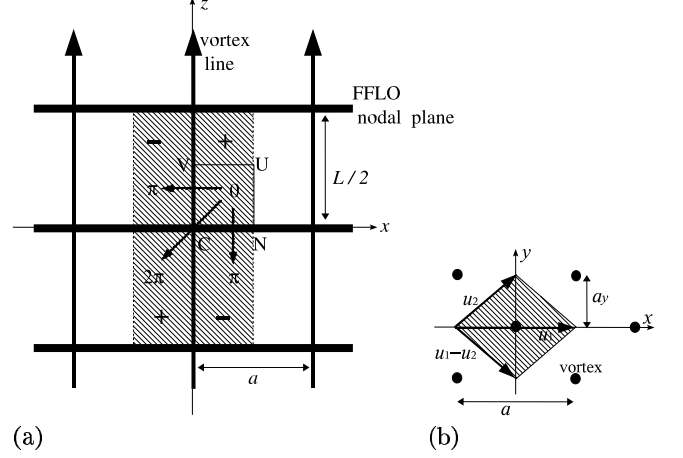 z
vortex
line
FFLO
nodal plane
- +
V U
L / 2
π 0
x
C N
2π π
+ -
a
(a)
y
u2
ay
x
u1
u1-u2
vortex
a
(b)